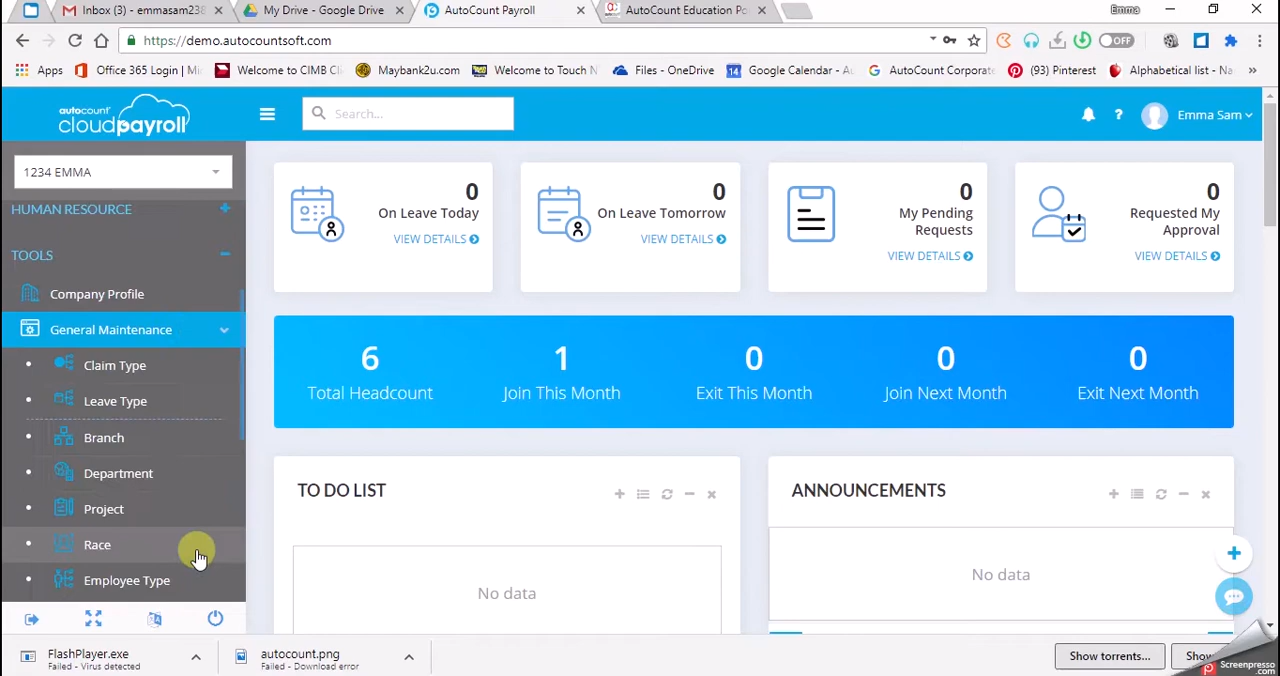 Inbox (3) - emmasam238
My Drive - Google Drive
AutoCount Payroll
AutoCount Education Po
Emma
https://demo.autocountsoft.com
OFF
Apps
Office 365 Login | Mi
Welcome to CIMB Cli
Maybank2u.com
Welcome to Touch N
Files - OneDrive
Google Calendar - Au
AutoCount Corporate
(93) Pinterest
Alphabetical list - Na
autocount
cloudpayroll
Search...
?
Emma Sam
1234 EMMA
HUMAN RESOURCE
TOOLS
Company Profile
General Maintenance
Claim Type
Leave Type
Branch
Department
Project
Race
Employee Type
0
On Leave Today
VIEW DETAILS
0
On Leave Tomorrow
VIEW DETAILS
0
My Pending
Requests
VIEW DETAILS
0
Requested My
Approval
VIEW DETAILS
6
Total Headcount
1
Join This Month
0
Exit This Month
0
Join Next Month
0
Exit Next Month
TO DO LIST
No data
ANNOUNCEMENTS
No data
FlashPlayer.exe
Failed - Virus detected
autocount.png
Failed - Download error
Show torrents...
Show
Screenpresso
.com